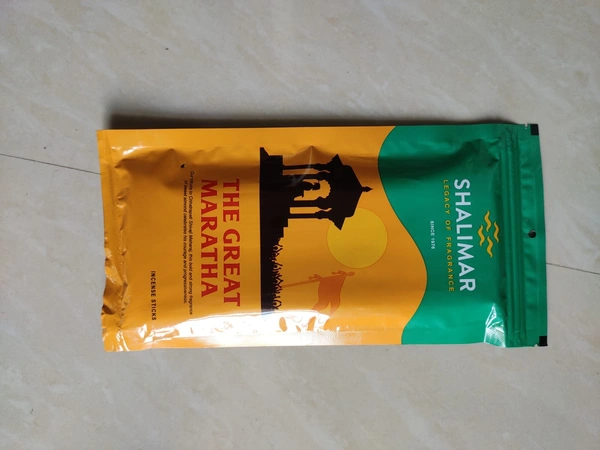 SHALIMAR
LEGACY OF FRAGRANCE
SINCE 1976
THE GREAT
MARATHA
INCENSE STICKS